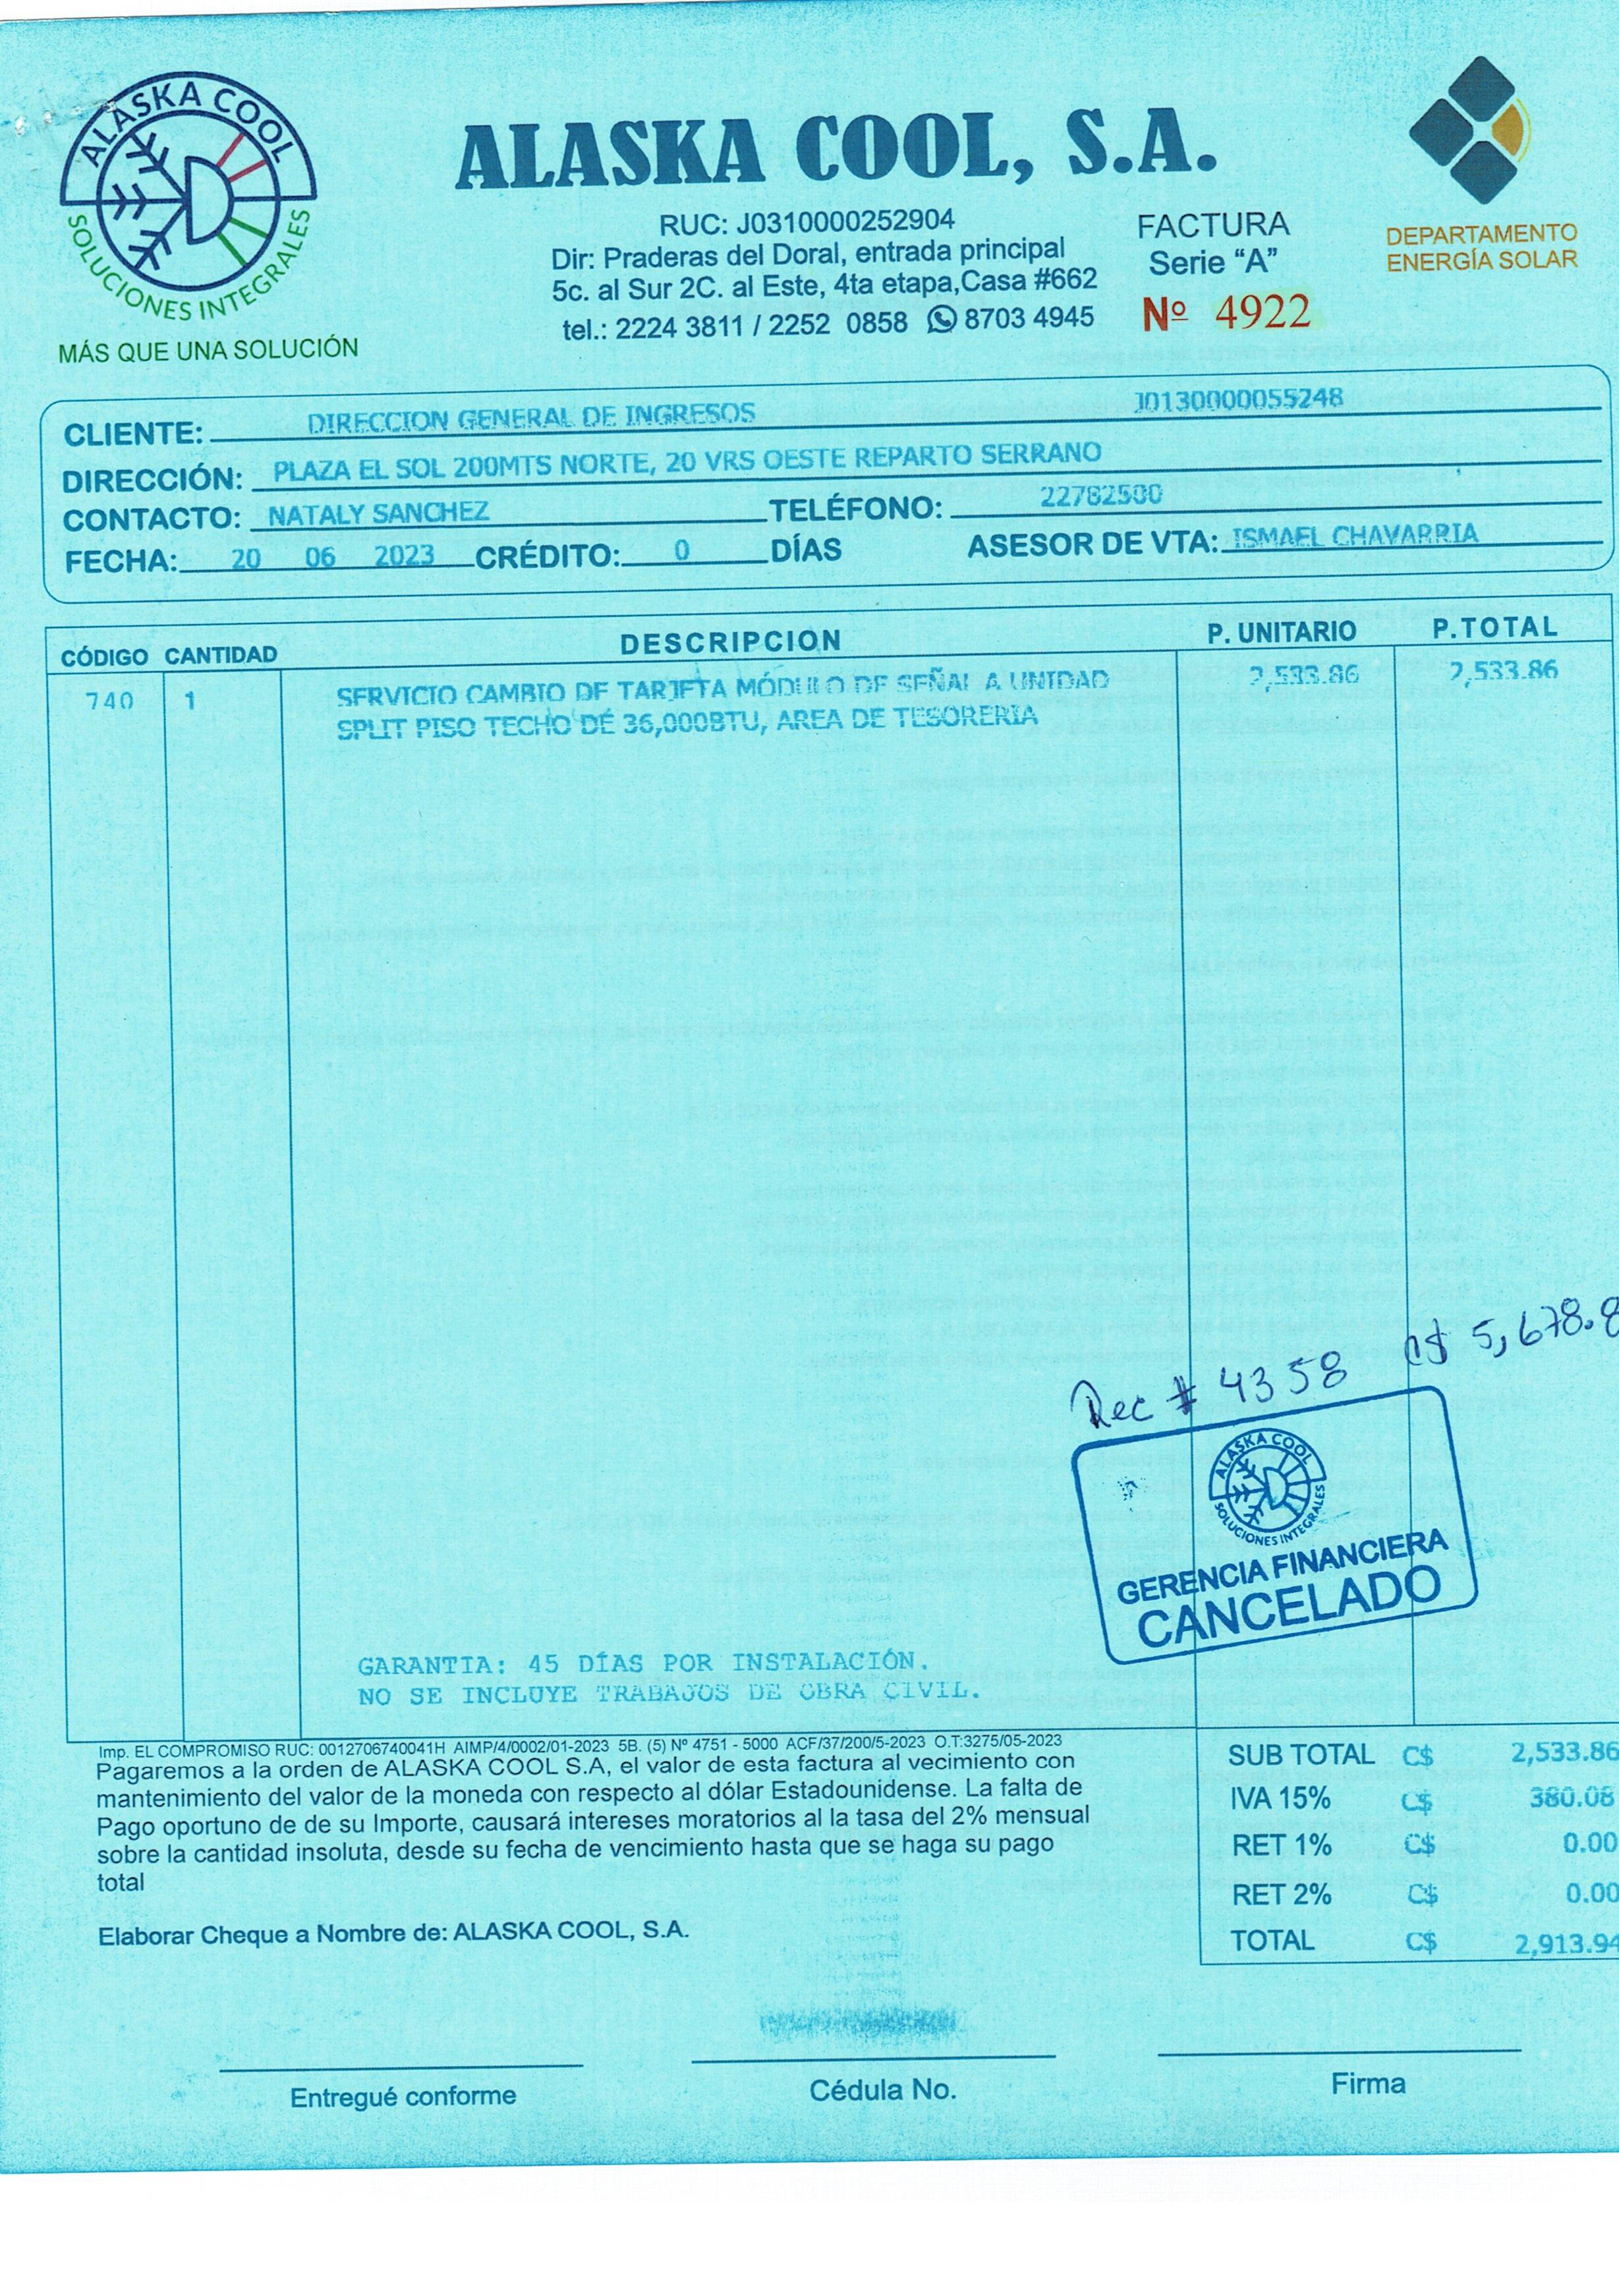 ALASKA COOL
SOLUCIONES INTEGRALES
MÁS QUE UNA SOLUCIÓN
ALASKA COOL, S.A.
RUC: J0310000252904
Dir: Praderas del Doral, entrada principal
5c. al Sur 2C. al Este, 4ta etapa,Casa #662
tel.: 2224 3811 / 2252 0858 8703 4945
FACTURA
Serie “A”
Nº 4922
DEPARTAMENTO
ENERGÍA SOLAR
CLIENTE: DIRECCION GENERAL DE INGRESOS J0130000055248
DIRECCIÓN: PLAZA EL SOL 200MTS NORTE, 20 VRS OESTE REPARTO SERRANO
CONTACTO: NATALY SANCHEZ TELÉFONO: 22782500
FECHA: 20 06 2023 CRÉDITO: 0 DÍAS ASESOR DE VTA: ISMAEL CHAVARRIA
CÓDIGO CANTIDAD DESCRIPCION P. UNITARIO P.TOTAL
740 1 SERVICIO CAMBIO DE TARJETA MÓDULO DE SEÑAL A UNIDAD 2,533.86 2,533.86
SPLIT PISO TECHO DE 36,000BTU, AREA DE TESORERIA
Rec # 4358 C$ 5,678.8
ALASKA COOL
SOLUCIONES INTEGRALES
GERENCIA FINANCIERA
CANCELADO
GARANTIA: 45 DÍAS POR INSTALACIÓN.
NO SE INCLUYE TRABAJOS DE OBRA CIVIL.
Imp. EL COMPROMISO RUC: 0012706740041H AIMP/4/0002/01-2023 5B. (5) Nº 4751 - 5000 ACF/37/200/5-2023 O.T:3275/05-2023
Pagaremos a la orden de ALASKA COOL S.A, el valor de esta factura al vecimiento con
mantenimiento del valor de la moneda con respecto al dólar Estadounidense. La falta de
Pago oportuno de de su Importe, causará intereses moratorios al la tasa del 2% mensual
sobre la cantidad insoluta, desde su fecha de vencimiento hasta que se haga su pago
total
Elaborar Cheque a Nombre de: ALASKA COOL, S.A.
SUB TOTAL C$ 2,533.86
IVA 15% C$ 380.08
RET 1% C$ 0.00
RET 2% C$ 0.00
TOTAL C$ 2,913.94
Entregué conforme
Cédula No.
Firma